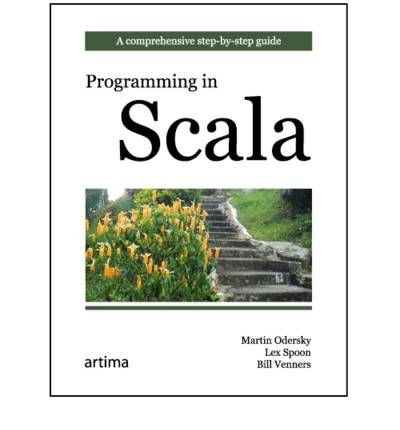 A comprehensive step-by-step guide
Programming in
Scala
Martin Odersky
Lex Spoon
Bill Venners
artima